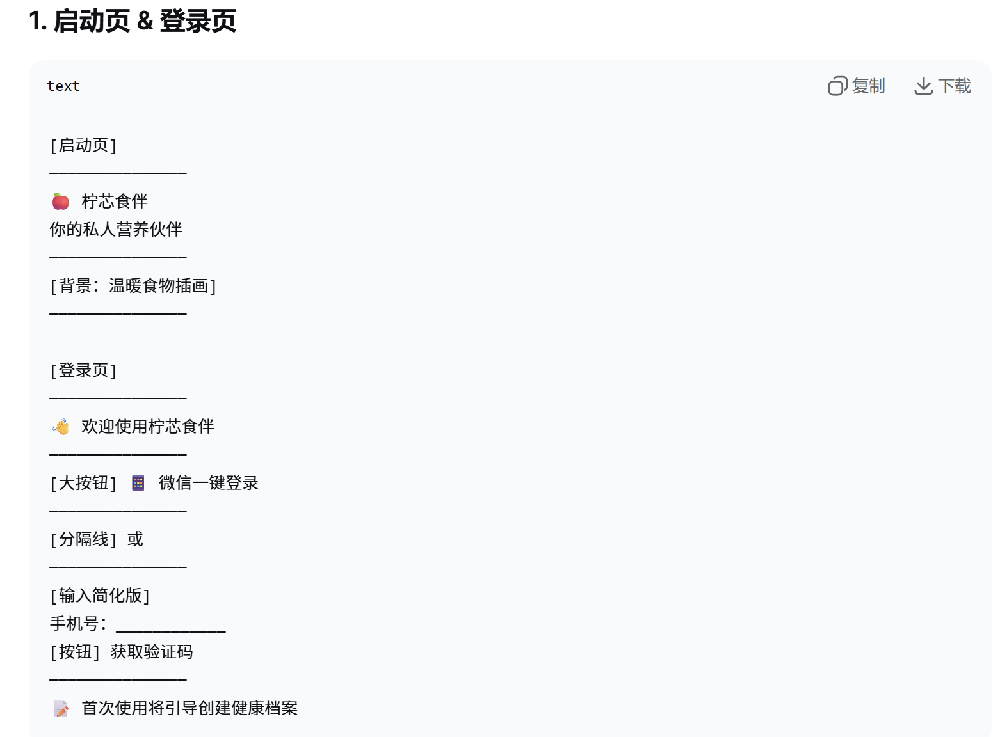 1. 启动页 & 登录页
text
复制
下载
[启动页]
———————————————
🍎 柠芯食伴
你的私人营养伙伴
———————————————
[背景：温暖食物插画]
———————————————
[登录页]
———————————————
👋 欢迎使用柠芯食伴
———————————————
[大按钮] 📱 微信一键登录
———————————————
[分隔线] 或
———————————————
[输入简化版]
手机号：____________
[按钮] 获取验证码
———————————————
📝 首次使用将引导创建健康档案